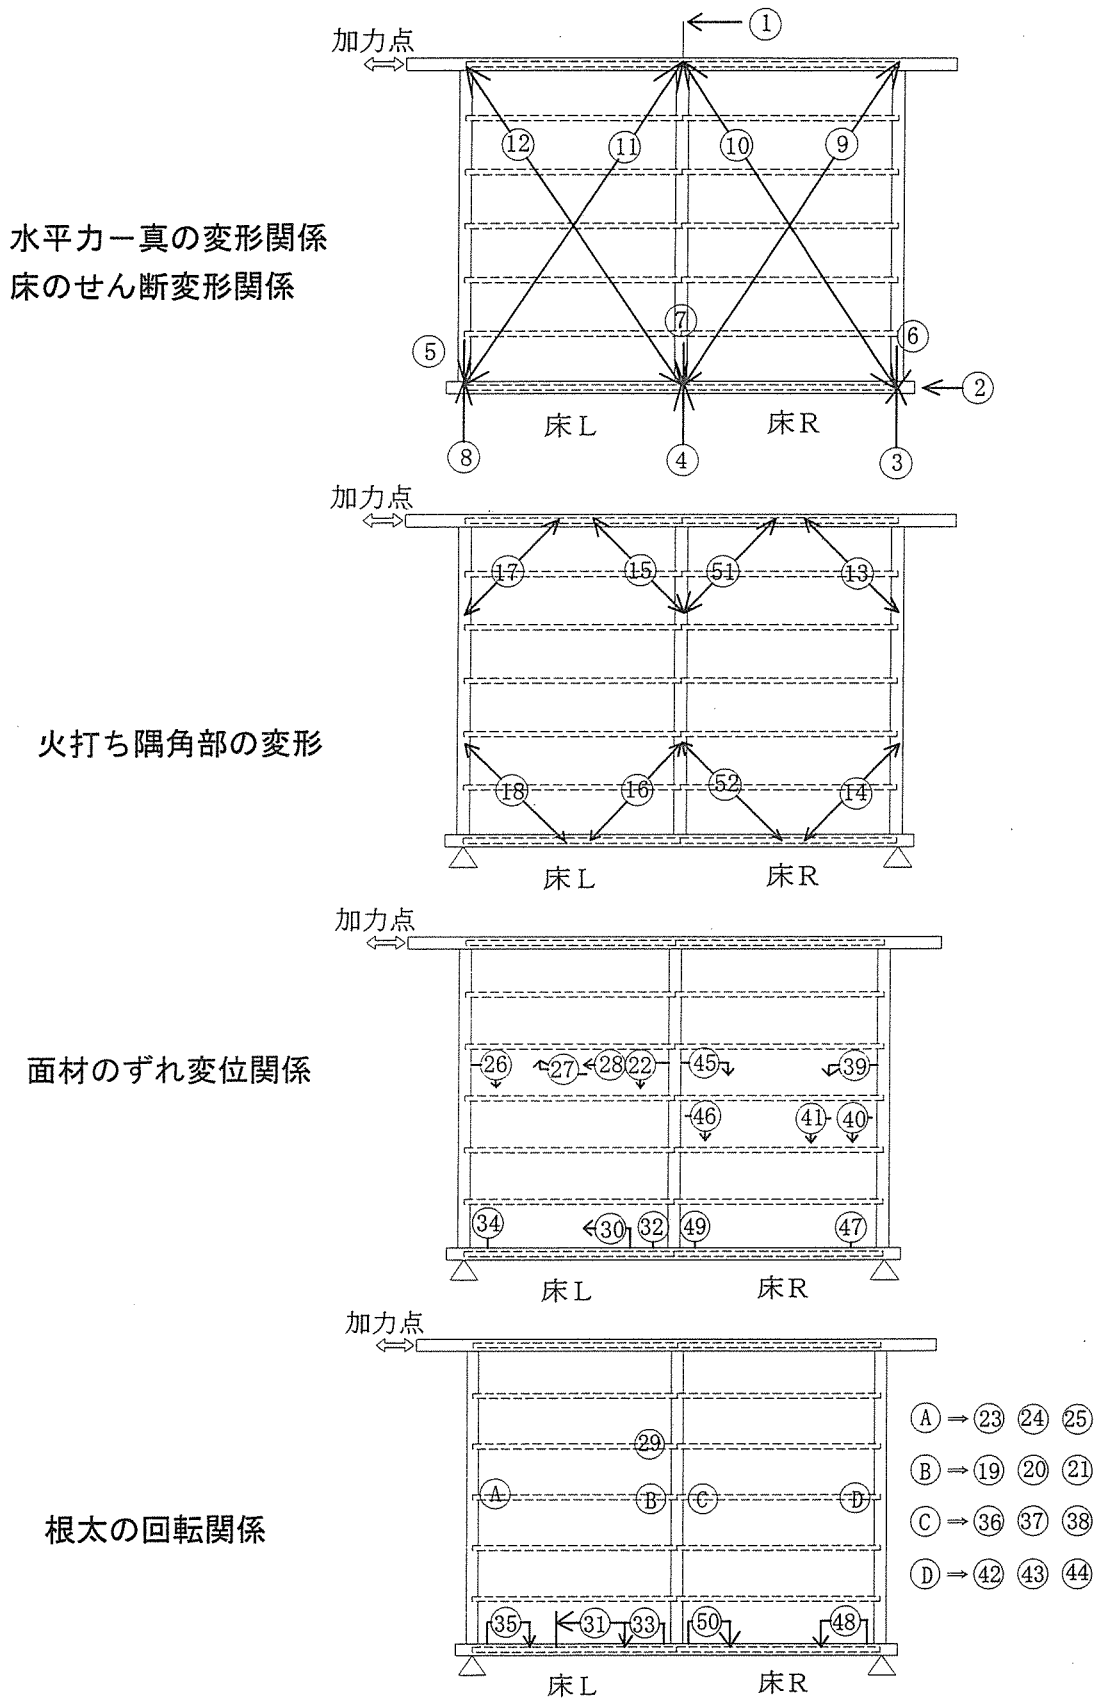 ①
加力点
⑫ ⑪ ⑩ ⑨
水平力－真の変形関係
床のせん断変形関係
⑦
⑤ ⑥
②
床L 床R
⑧ ④ ③
加力点
⑰ ⑮ 51 ⑬
火打ち隅角部の変形
⑱ ⑯ 52 ⑭
床L 床R
加力点
面材のずれ変位関係
㉖ ㉗ ㉘ ㉒ ㊺ ㊴
㊻ ㊶ ㊵
㉞ ㉚ ㉜ ㊾ ㊼
床L 床R
加力点
Ⓐ ⇒ ㉓ ㉔ ㉕
㉙
Ⓑ ⇒ ⑲ ⑳ ㉑
Ⓐ Ⓑ Ⓒ Ⓓ
Ⓒ ⇒ ㊱ ㊲ ㊳
根太の回転関係
Ⓓ ⇒ ㊷ ㊸ ㊹
㉟ ㉛ ㉝ ㊿ ㊽
床L 床R